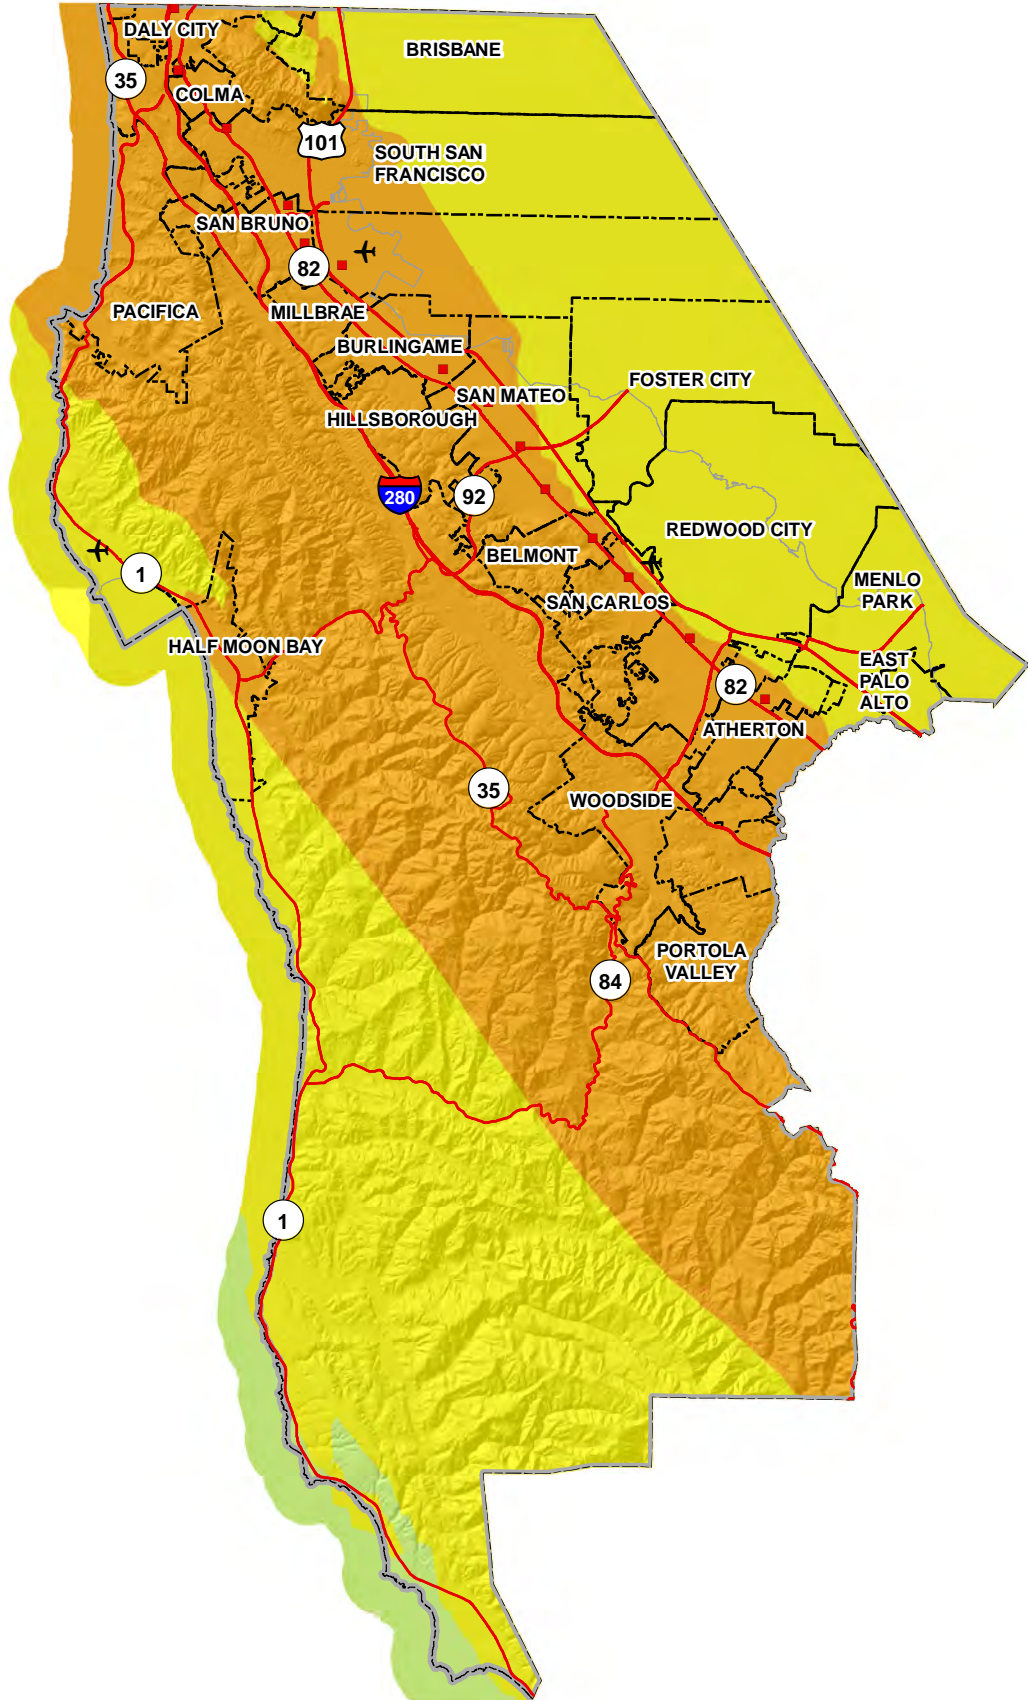 DALY CITY
BRISBANE
35
COLMA
101
SOUTH SAN
FRANCISCO
SAN BRUNO
82
PACIFICA
MILLBRAE
BURLINGAME
FOSTER CITY
SAN MATEO
HILLSBOROUGH
280
92
REDWOOD CITY
BELMONT
1
MENLO
PARK
SAN CARLOS
HALF MOON BAY
EAST
PALO
ALTO
82
ATHERTON
35
WOODSIDE
PORTOLA
VALLEY
84
1